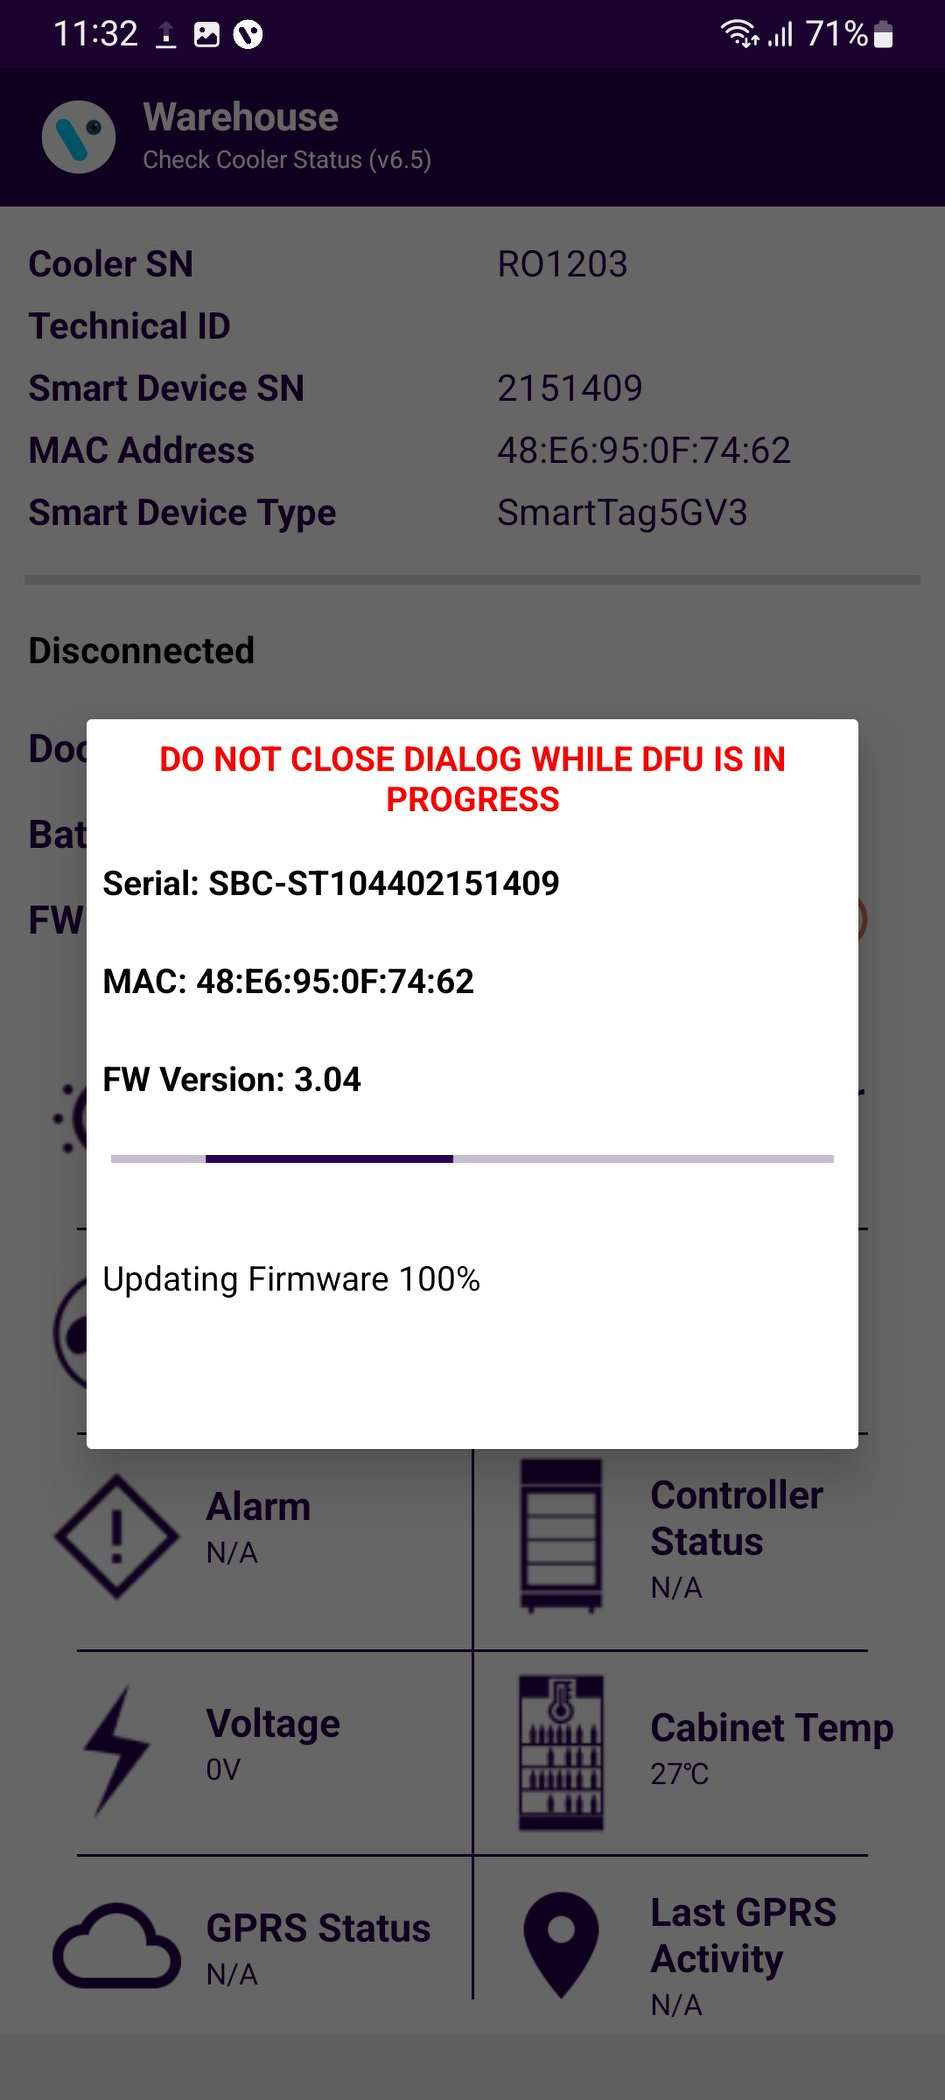 11:32
71%
Warehouse
Check Cooler Status (v6.5)
Cooler SN RO1203
Technical ID
Smart Device SN 2151409
MAC Address 48:E6:95:0F:74:62
Smart Device Type SmartTag5GV3
Disconnected
DO NOT CLOSE DIALOG WHILE DFU IS IN
PROGRESS
Serial: SBC-ST104402151409
MAC: 48:E6:95:0F:74:62
FW
FW Version: 3.04
Updating Firmware 100%
Alarm
N/A
Controller
Status
N/A
Voltage
0V
Cabinet Temp
27°C
GPRS Status
N/A
Last GPRS
Activity
N/A